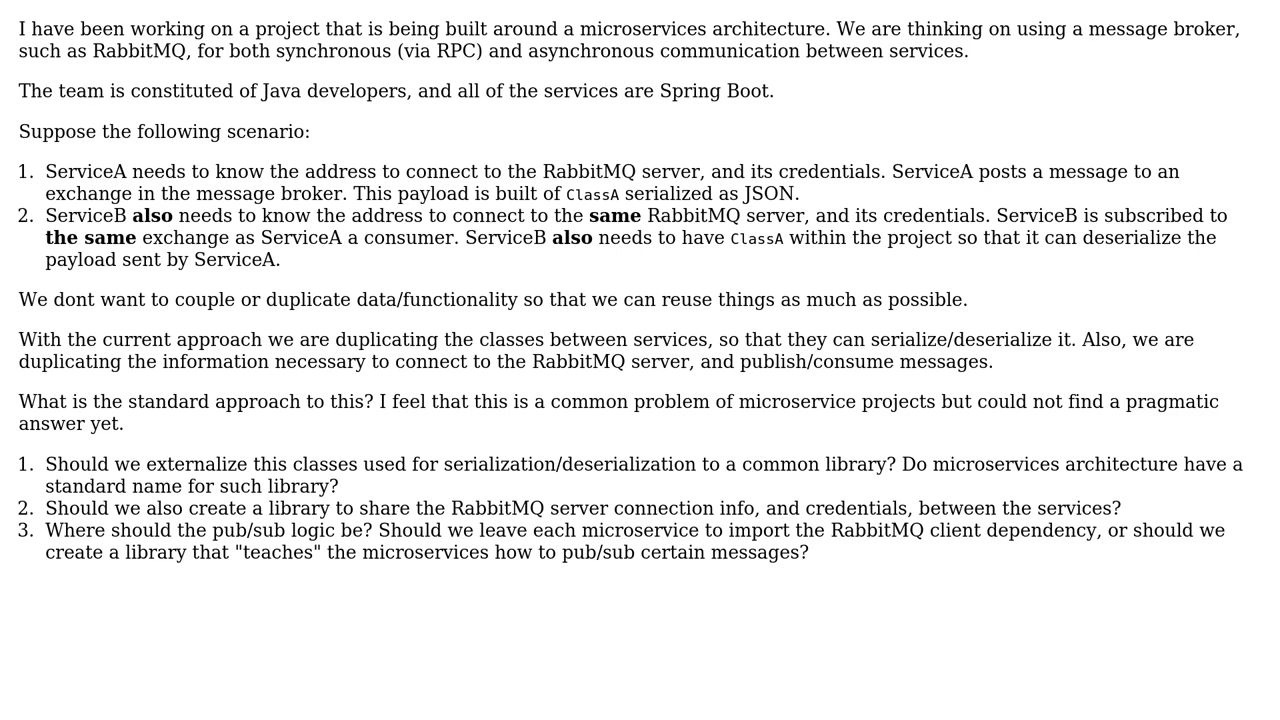 I have been working on a project that is being built around a microservices architecture. We are thinking on using a message broker,
such as RabbitMQ, for both synchronous (via RPC) and asynchronous communication between services.
The team is constituted of Java developers, and all of the services are Spring Boot.
Suppose the following scenario:
1. ServiceA needs to know the address to connect to the RabbitMQ server, and its credentials. ServiceA posts a message to an
exchange in the message broker. This payload is built of ClassA serialized as JSON.
2. ServiceB also needs to know the address to connect to the same RabbitMQ server, and its credentials. ServiceB is subscribed to
the same exchange as ServiceA a consumer. ServiceB also needs to have ClassA within the project so that it can deserialize the
payload sent by ServiceA.
We dont want to couple or duplicate data/functionality so that we can reuse things as much as possible.
With the current approach we are duplicating the classes between services, so that they can serialize/deserialize it. Also, we are
duplicating the information necessary to connect to the RabbitMQ server, and publish/consume messages.
What is the standard approach to this? I feel that this is a common problem of microservice projects but could not find a pragmatic
answer yet.
1. Should we externalize this classes used for serialization/deserialization to a common library? Do microservices architecture have a
standard name for such library?
2. Should we also create a library to share the RabbitMQ server connection info, and credentials, between the services?
3. Where should the pub/sub logic be? Should we leave each microservice to import the RabbitMQ client dependency, or should we
create a library that "teaches" the microservices how to pub/sub certain messages?